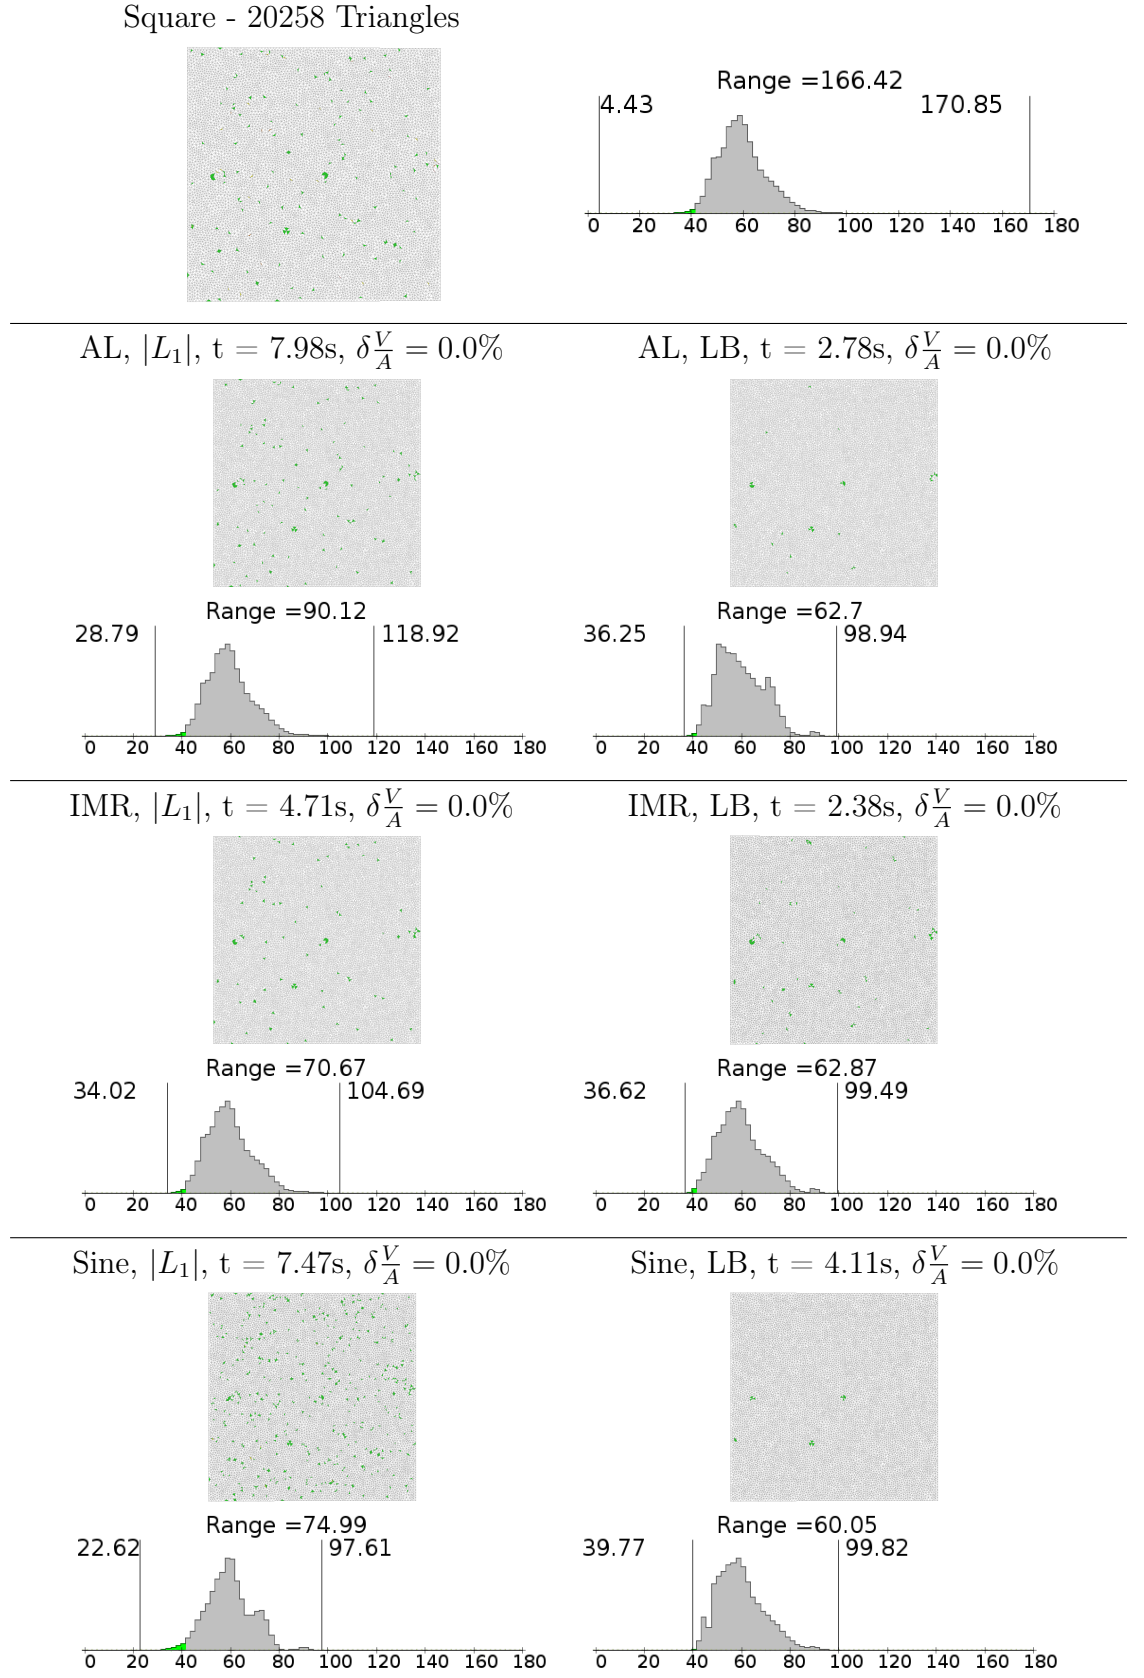 Square - 20258 Triangles
Range =166.42
4.43 170.85
0 20 40 60 80 100 120 140 160 180
AL, |L₁|, t = 7.98s, δ V/A = 0.0% AL, LB, t = 2.78s, δ V/A = 0.0%
Range =90.12 Range =62.7
28.79 118.92 36.25 98.94
0 20 40 60 80 100 120 140 160 180 0 20 40 60 80 100 120 140 160 180
IMR, |L₁|, t = 4.71s, δ V/A = 0.0% IMR, LB, t = 2.38s, δ V/A = 0.0%
Range =70.67 Range =62.87
34.02 104.69 36.62 99.49
0 20 40 60 80 100 120 140 160 180 0 20 40 60 80 100 120 140 160 180
Sine, |L₁|, t = 7.47s, δ V/A = 0.0% Sine, LB, t = 4.11s, δ V/A = 0.0%
Range =74.99 Range =60.05
22.62 97.61 39.77 99.82
0 20 40 60 80 100 120 140 160 180 0 20 40 60 80 100 120 140 160 180